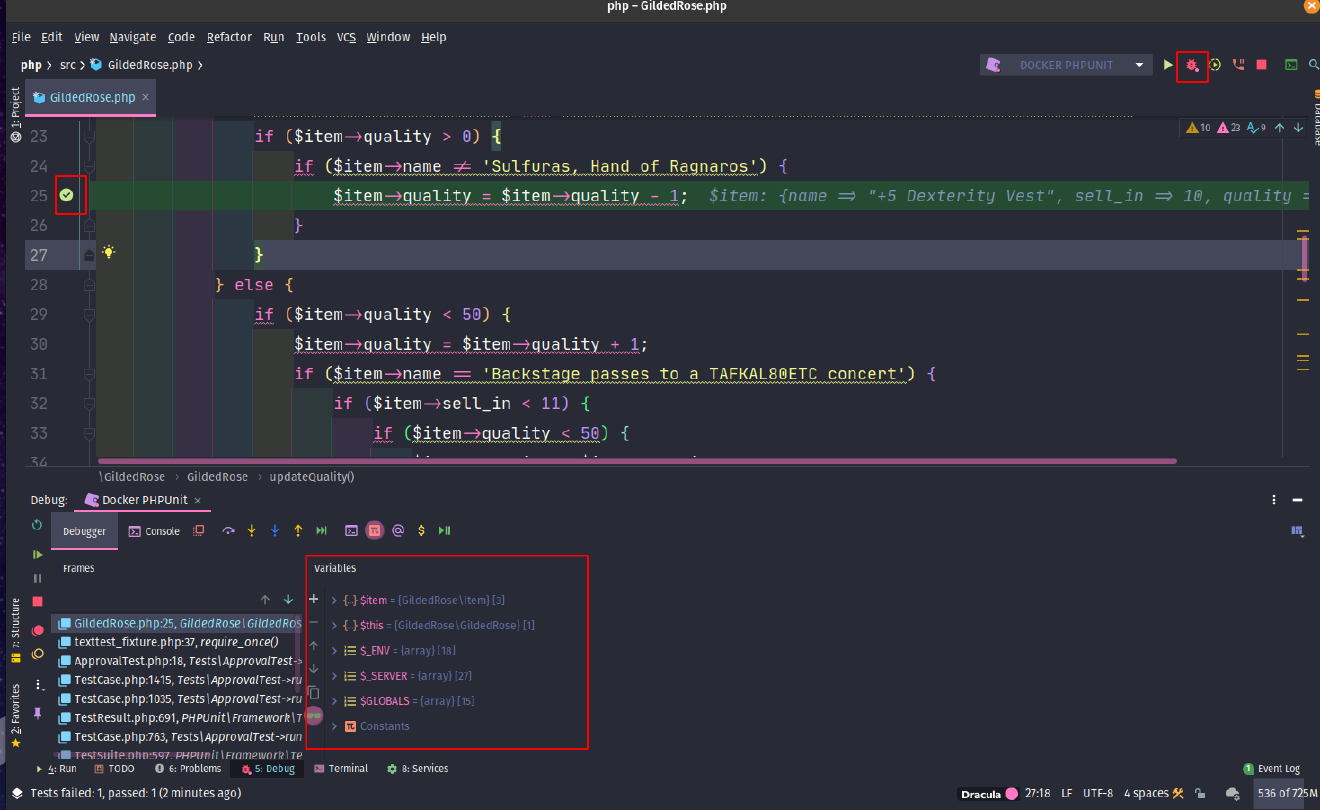 php – GildedRose.php
File Edit View Navigate Code Refactor Run Tools VCS Window Help
php src GildedRose.php
DOCKER PHPUNIT
1: Project
GildedRose.php ×
Database
10 23 9
23 if ($item→quality > 0) {
24 if ($item→name ≠ 'Sulfuras, Hand of Ragnaros') {
25 $item→quality = $item→quality - 1; $item: {name ⇒ "+5 Dexterity Vest", sell_in ⇒ 10, quality =
26 }
27 }
28 } else {
29 if ($item→quality < 50) {
30 $item→quality = $item→quality + 1;
31 if ($item→name == 'Backstage passes to a TAFKAL80ETC concert') {
32 if ($item→sell_in < 11) {
33 if ($item→quality < 50) {
34
\GildedRose › GildedRose › updateQuality()
Debug: Docker PHPUnit ×
Debugger Console
Frames
Variables
GildedRose.php:25, GildedRose\GildedRos
texttest_fixture.php:37, require_once()
ApprovalTest.php:18, Tests\ApprovalTest->
TestCase.php:1415, Tests\ApprovalTest->ru
TestCase.php:1035, Tests\ApprovalTest->ru
TestResult.php:691, PHPUnit\Framework\T
TestCase.php:763, Tests\ApprovalTest->run
TestSuite.php:597, PHPUnit\Framework\Te
$item = {GildedRose\Item} [3]
$this = {GildedRose\GildedRose} [1]
$_ENV = {array} [18]
$_SERVER = {array} [27]
$GLOBALS = {array} [15]
Constants
7: Structure
2: Favorites
4: Run TODO 6: Problems 5: Debug Terminal 8: Services 1 Event Log
Tests failed: 1, passed: 1 (2 minutes ago)
Dracula 27:18 LF UTF-8 4 spaces 536 of 725M